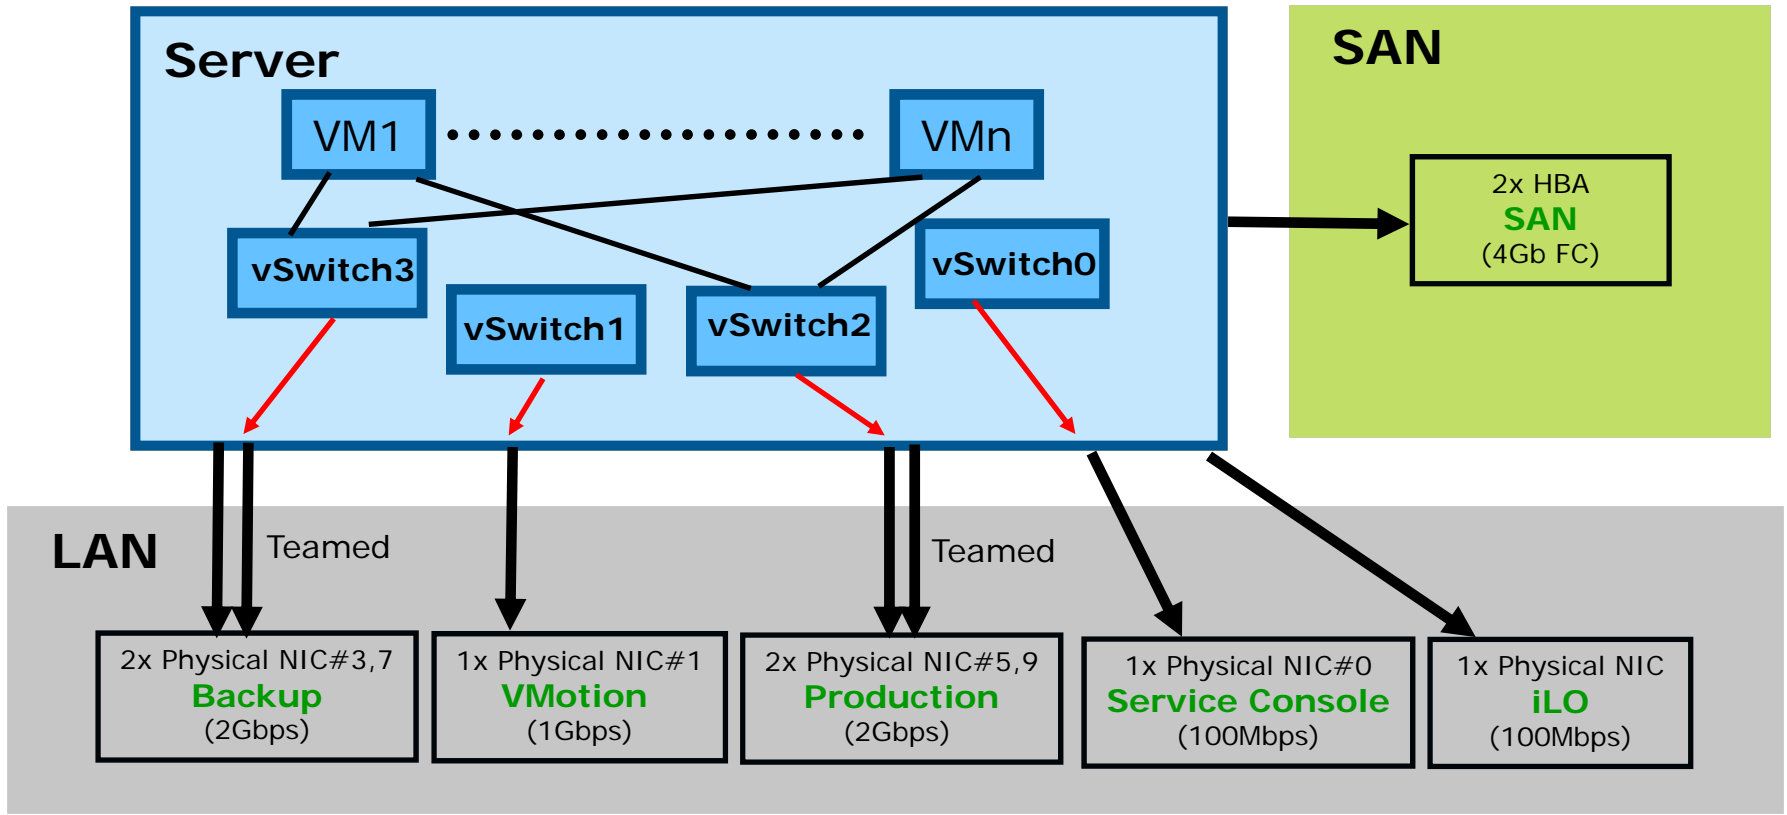 Server
SAN
VM1
VMn
2x HBA
SAN
(4Gb FC)
vSwitch3
vSwitch0
vSwitch1
vSwitch2
LAN
Teamed
Teamed
2x Physical NIC#3,7
Backup
(2Gbps)
1x Physical NIC#1
VMotion
(1Gbps)
2x Physical NIC#5,9
Production
(2Gbps)
1x Physical NIC#0
Service Console
(100Mbps)
1x Physical NIC
iLO
(100Mbps)